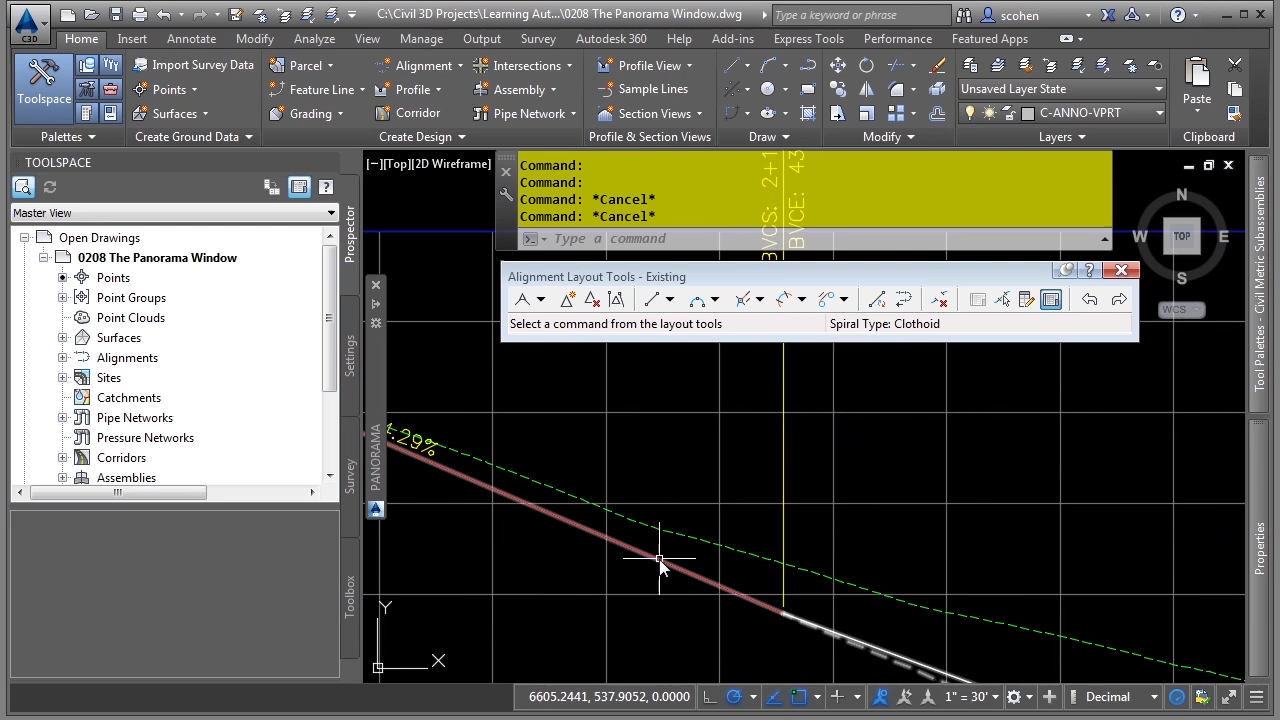 C:\Civil 3D Projects\Learning Aut...\0208 The Panorama Window.dwg
Type a keyword or phrase
scohen
C3D
Home Insert Annotate Modify Analyze View Manage Output Survey Autodesk 360 Help Add-ins Express Tools Performance Featured Apps
Import Survey Data Parcel Alignment Intersections Profile View Unsaved Layer State
Toolspace Points Feature Line Profile Assembly Sample Lines Paste
Surfaces Grading Corridor Pipe Network Section Views C-ANNO-VPRT
Palettes Create Ground Data Create Design Profile & Section Views Draw Modify Layers Clipboard
TOOLSPACE
[−][Top][2D Wireframe]
Command:
Command:
Command: *Cancel*
Command: *Cancel*
Type a command
BVCS: 2+1
BVCE: 43
N
W TOP E
S
WCS
Master View
Open Drawings
0208 The Panorama Window
Points
Point Groups
Point Clouds
Surfaces
Alignments
Sites
Catchments
Pipe Networks
Pressure Networks
Corridors
Assemblies
Prospector
Settings
Survey
Toolbox
PANORAMA
Alignment Layout Tools - Existing
Select a command from the layout tools Spiral Type: Clothoid
.29%
Y
X
Tool Palettes - Civil Metric Subassemblies
Properties
6605.2441, 537.9052, 0.0000 1" = 30' Decimal